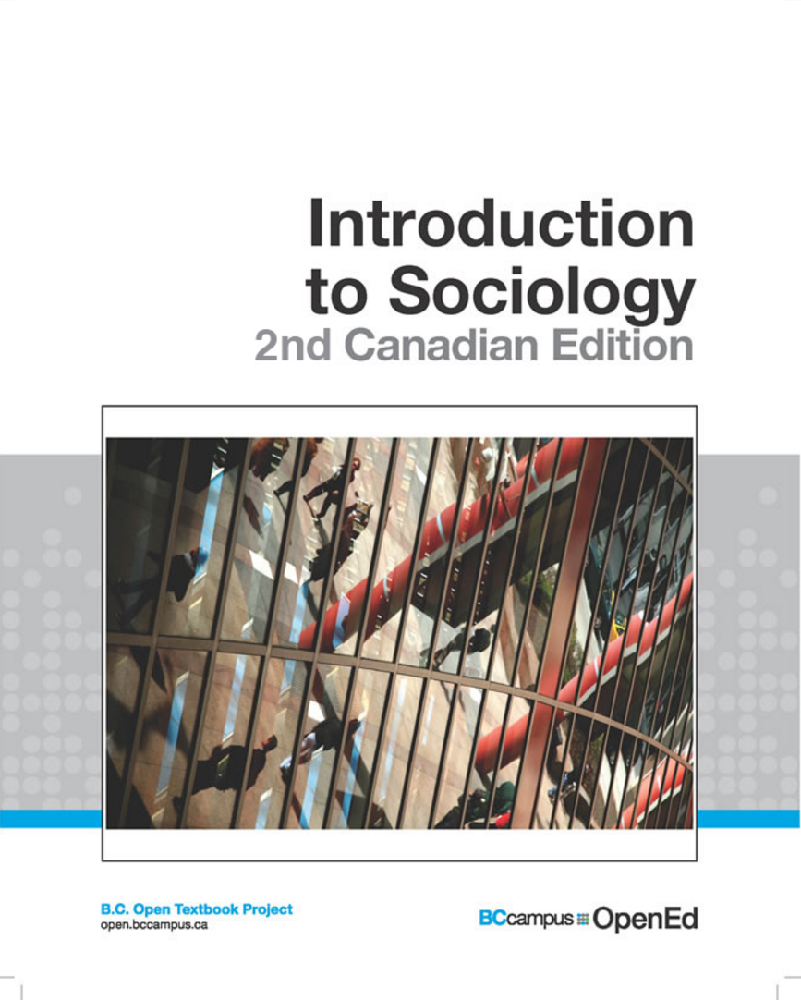 Introduction
to Sociology
2nd Canadian Edition
B.C. Open Textbook Project
open.bccampus.ca
BCcampus OpenEd